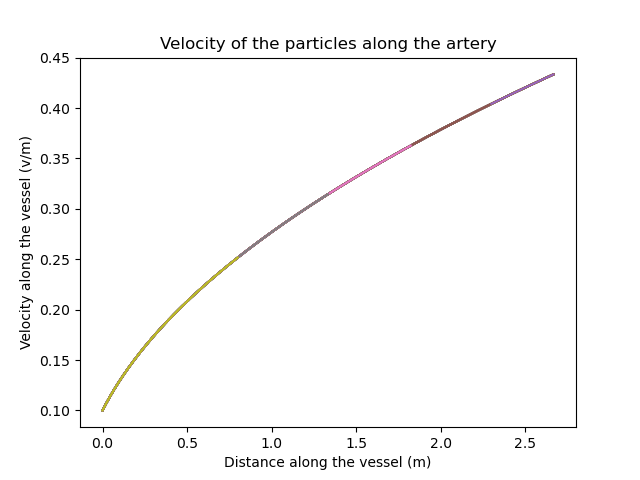 Velocity of the particles along the artery
Velocity along the vessel (v/m)
0.45
0.40
0.35
0.30
0.25
0.20
0.15
0.10
0.0 0.5 1.0 1.5 2.0 2.5
Distance along the vessel (m)